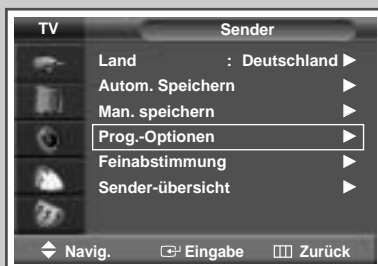 TV Sender
Land : Deutschland
Autom. Speichern
Man. speichern
Prog.-Optionen
Feinabstimmung
Sender-übersicht
Navig. Eingabe Zurück